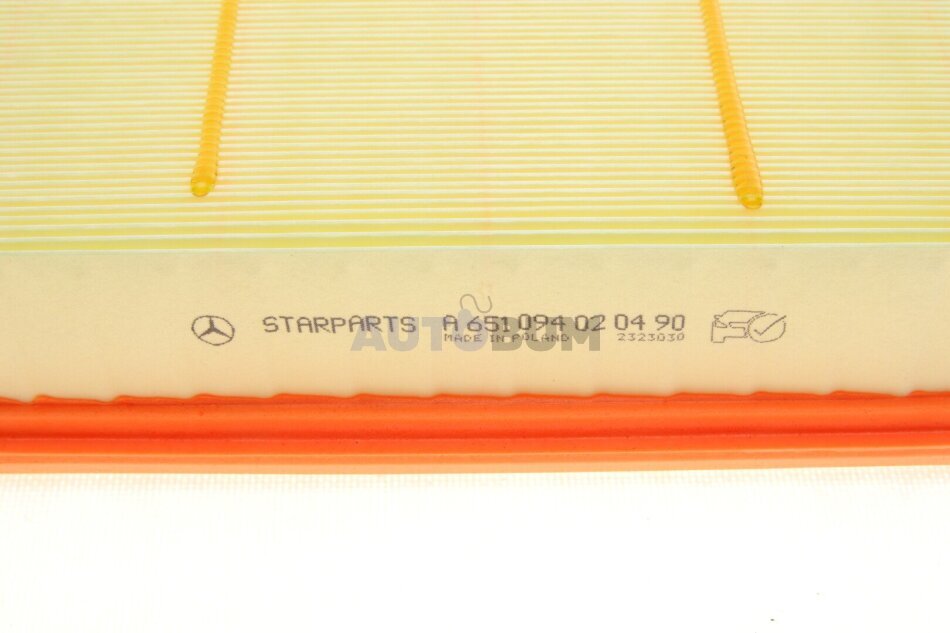 STARPARTS A 651 094 02 04 90
MADE IN POLAND 2323030
AUTOBUM